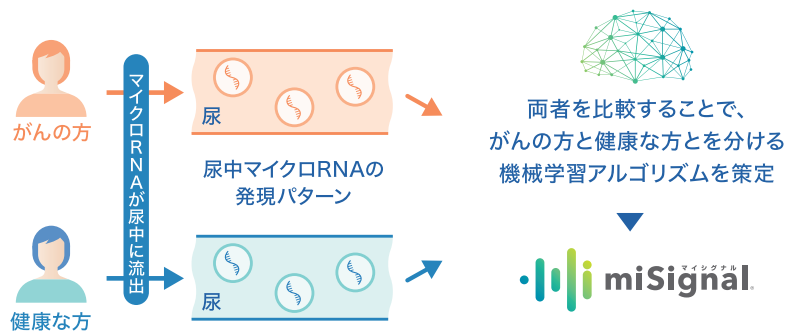 がんの方
マイクロRNAが尿中に流出
尿
尿中マイクロRNAの
発現パターン
健康な方
尿
両者を比較することで、
がんの方と健康な方とを分ける
機械学習アルゴリズムを策定
マイシグナル
miSignal®